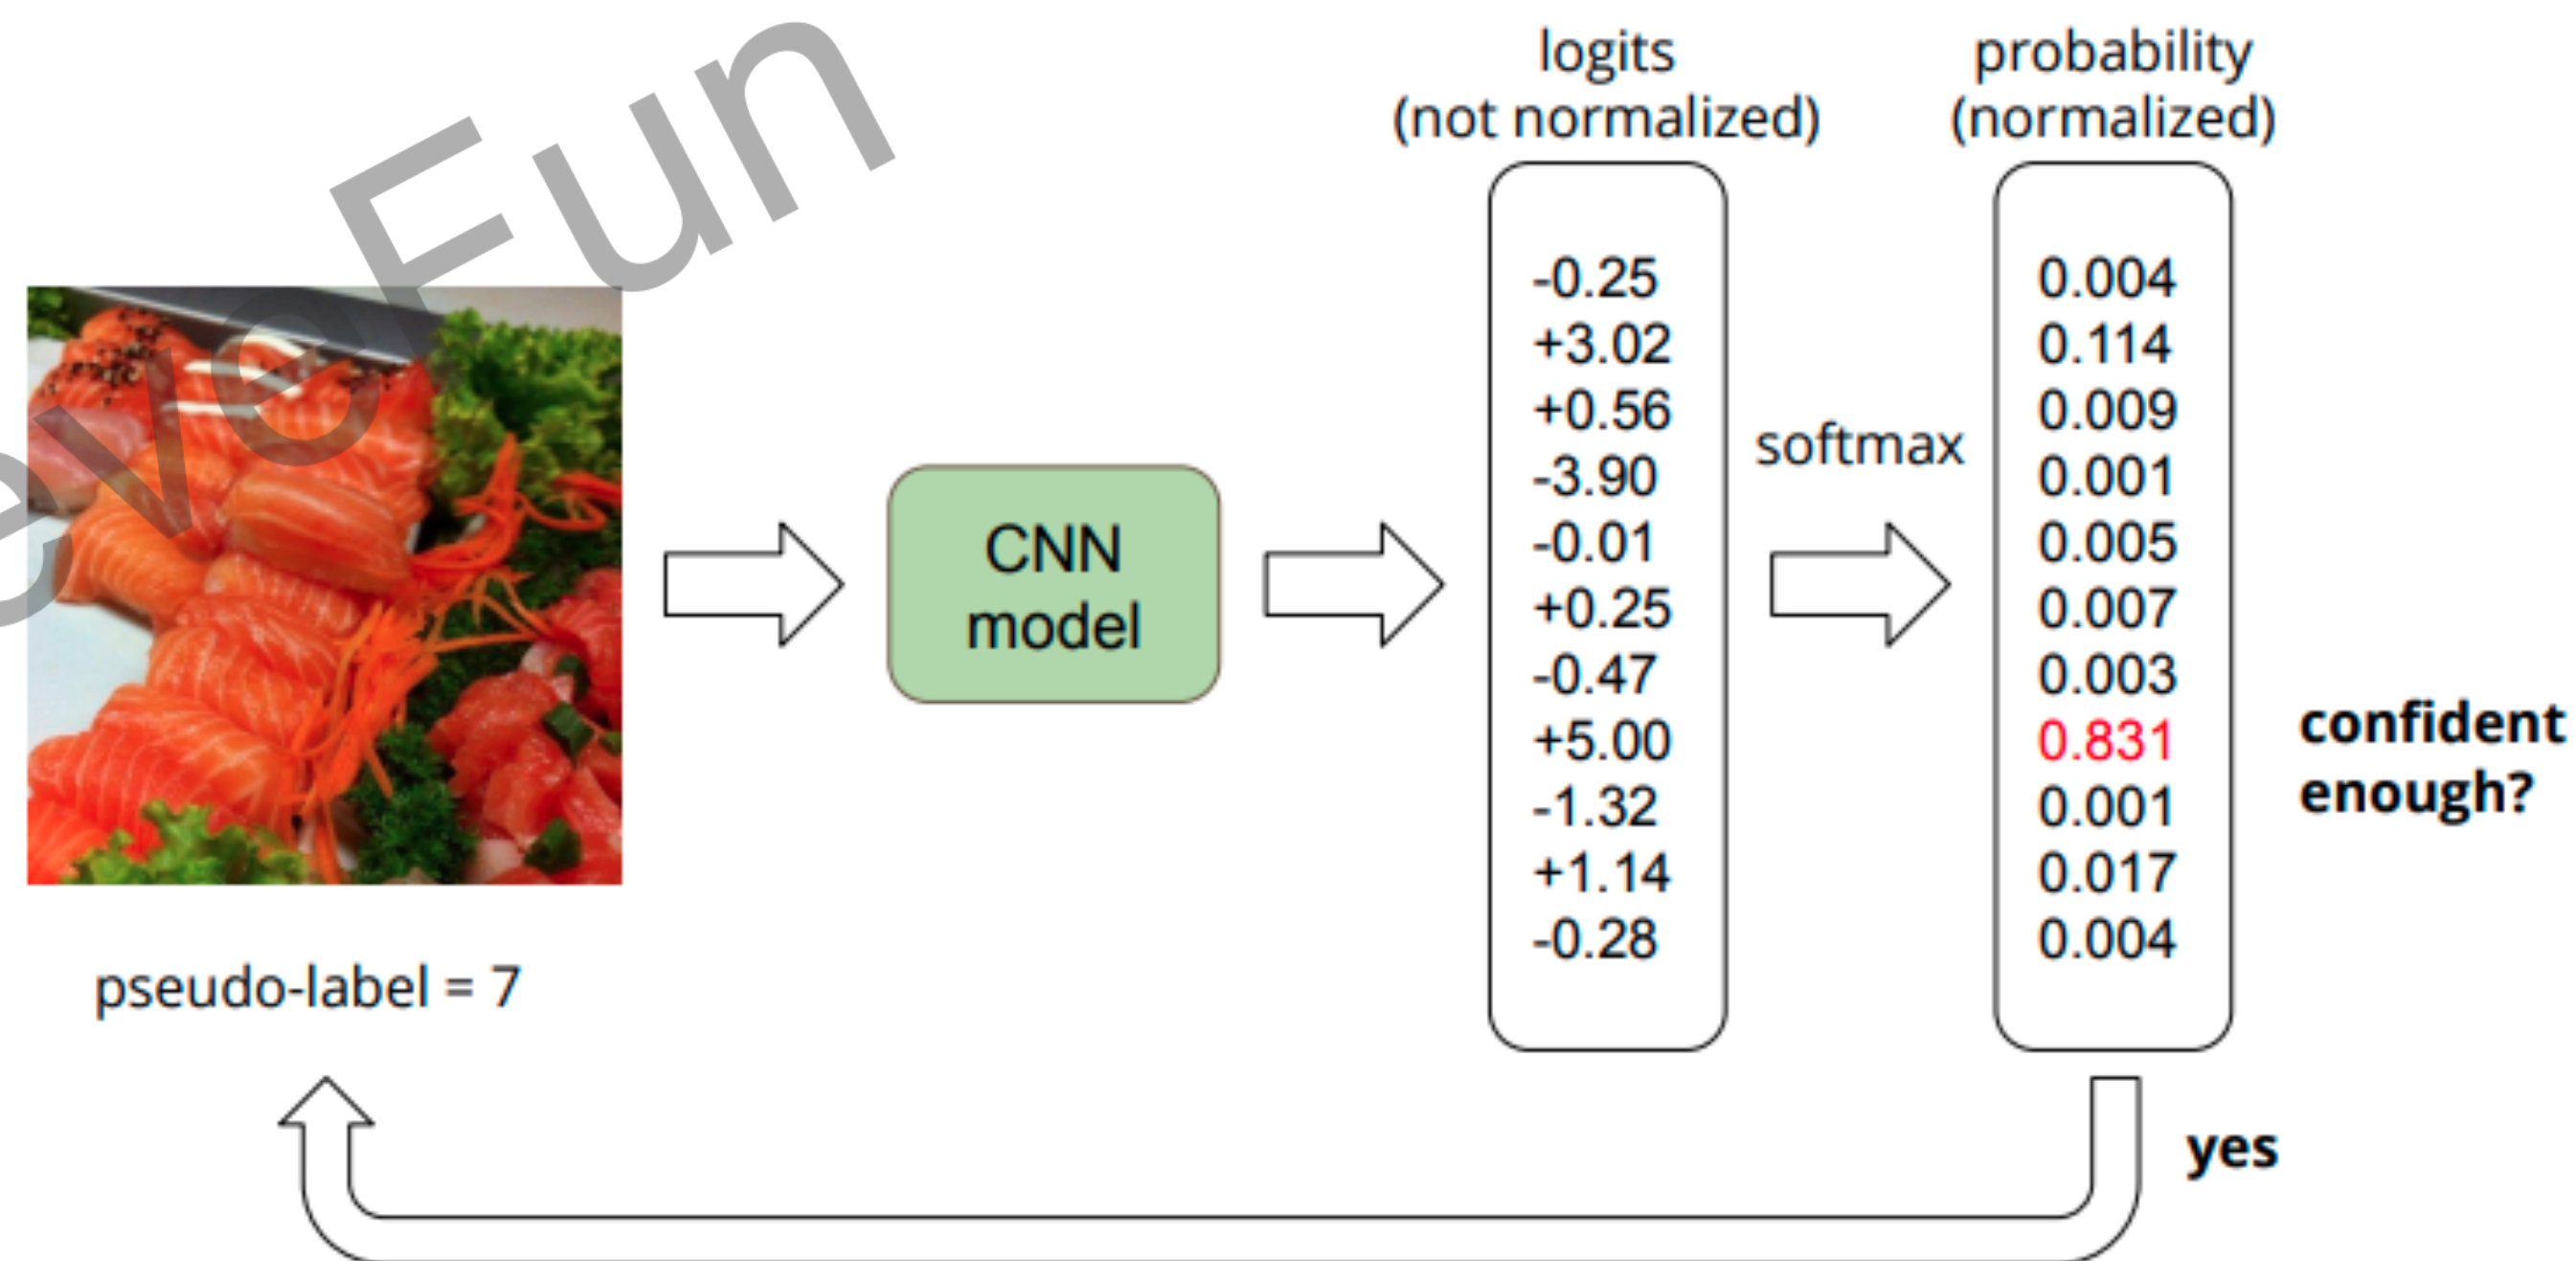 eveFun
logits
(not normalized)
probability
(normalized)
-0.25
+3.02
+0.56
-3.90
-0.01
+0.25
-0.47
+5.00
-1.32
+1.14
-0.28
softmax
0.004
0.114
0.009
0.001
0.005
0.007
0.003
0.831
0.001
0.017
0.004
CNN
model
confident
enough?
pseudo-label = 7
yes